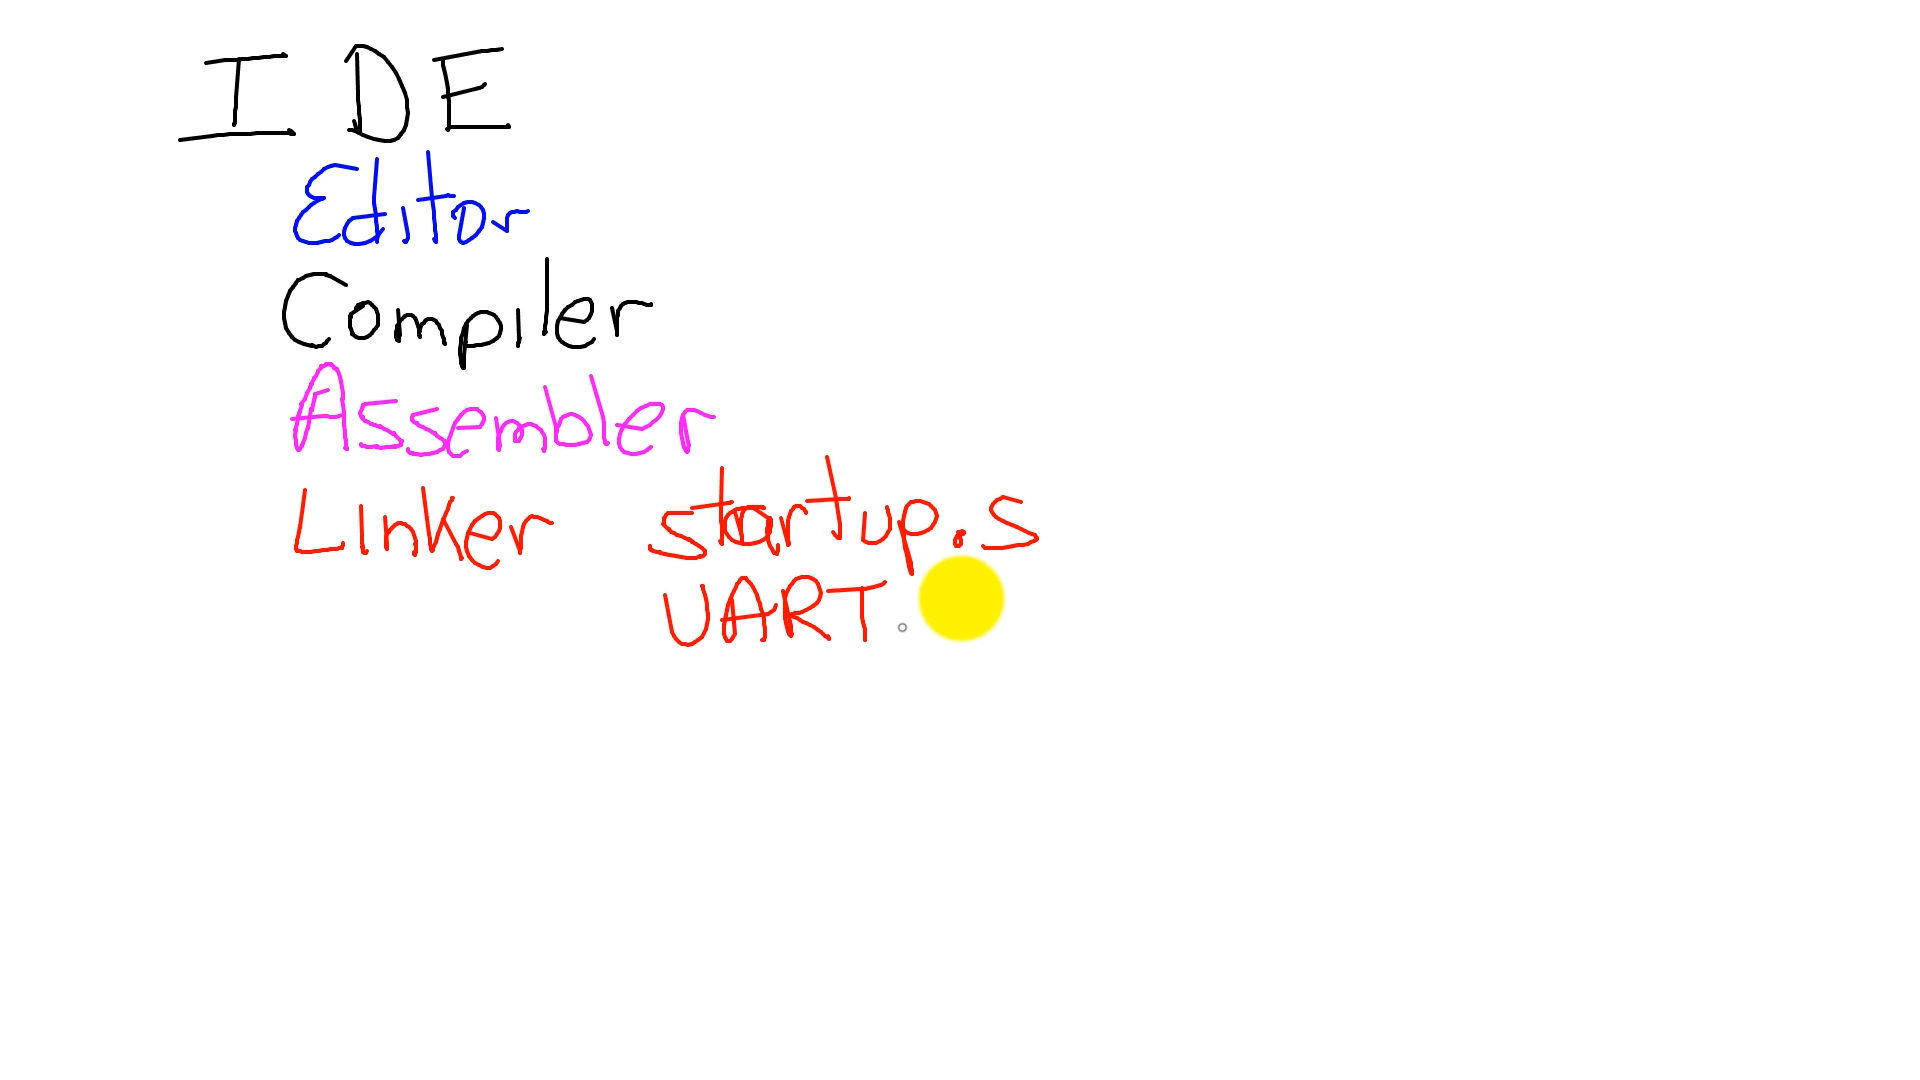 IDE
Editor
Compiler
Assembler
Linker startup.s
UART